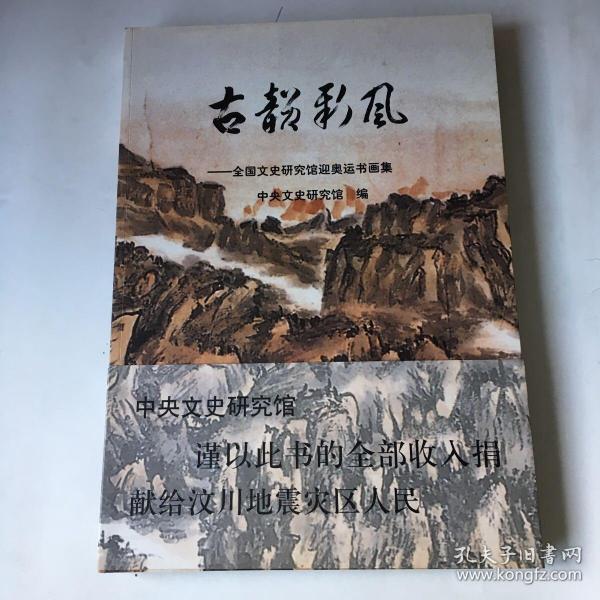 古韵彩风
——全国文史研究馆迎奥运书画集
中央文史研究馆 编
中央文史研究馆
谨以此书的全部收入捐
献给汶川地震灾区人民
孔夫子旧书网
www.kongfz.com